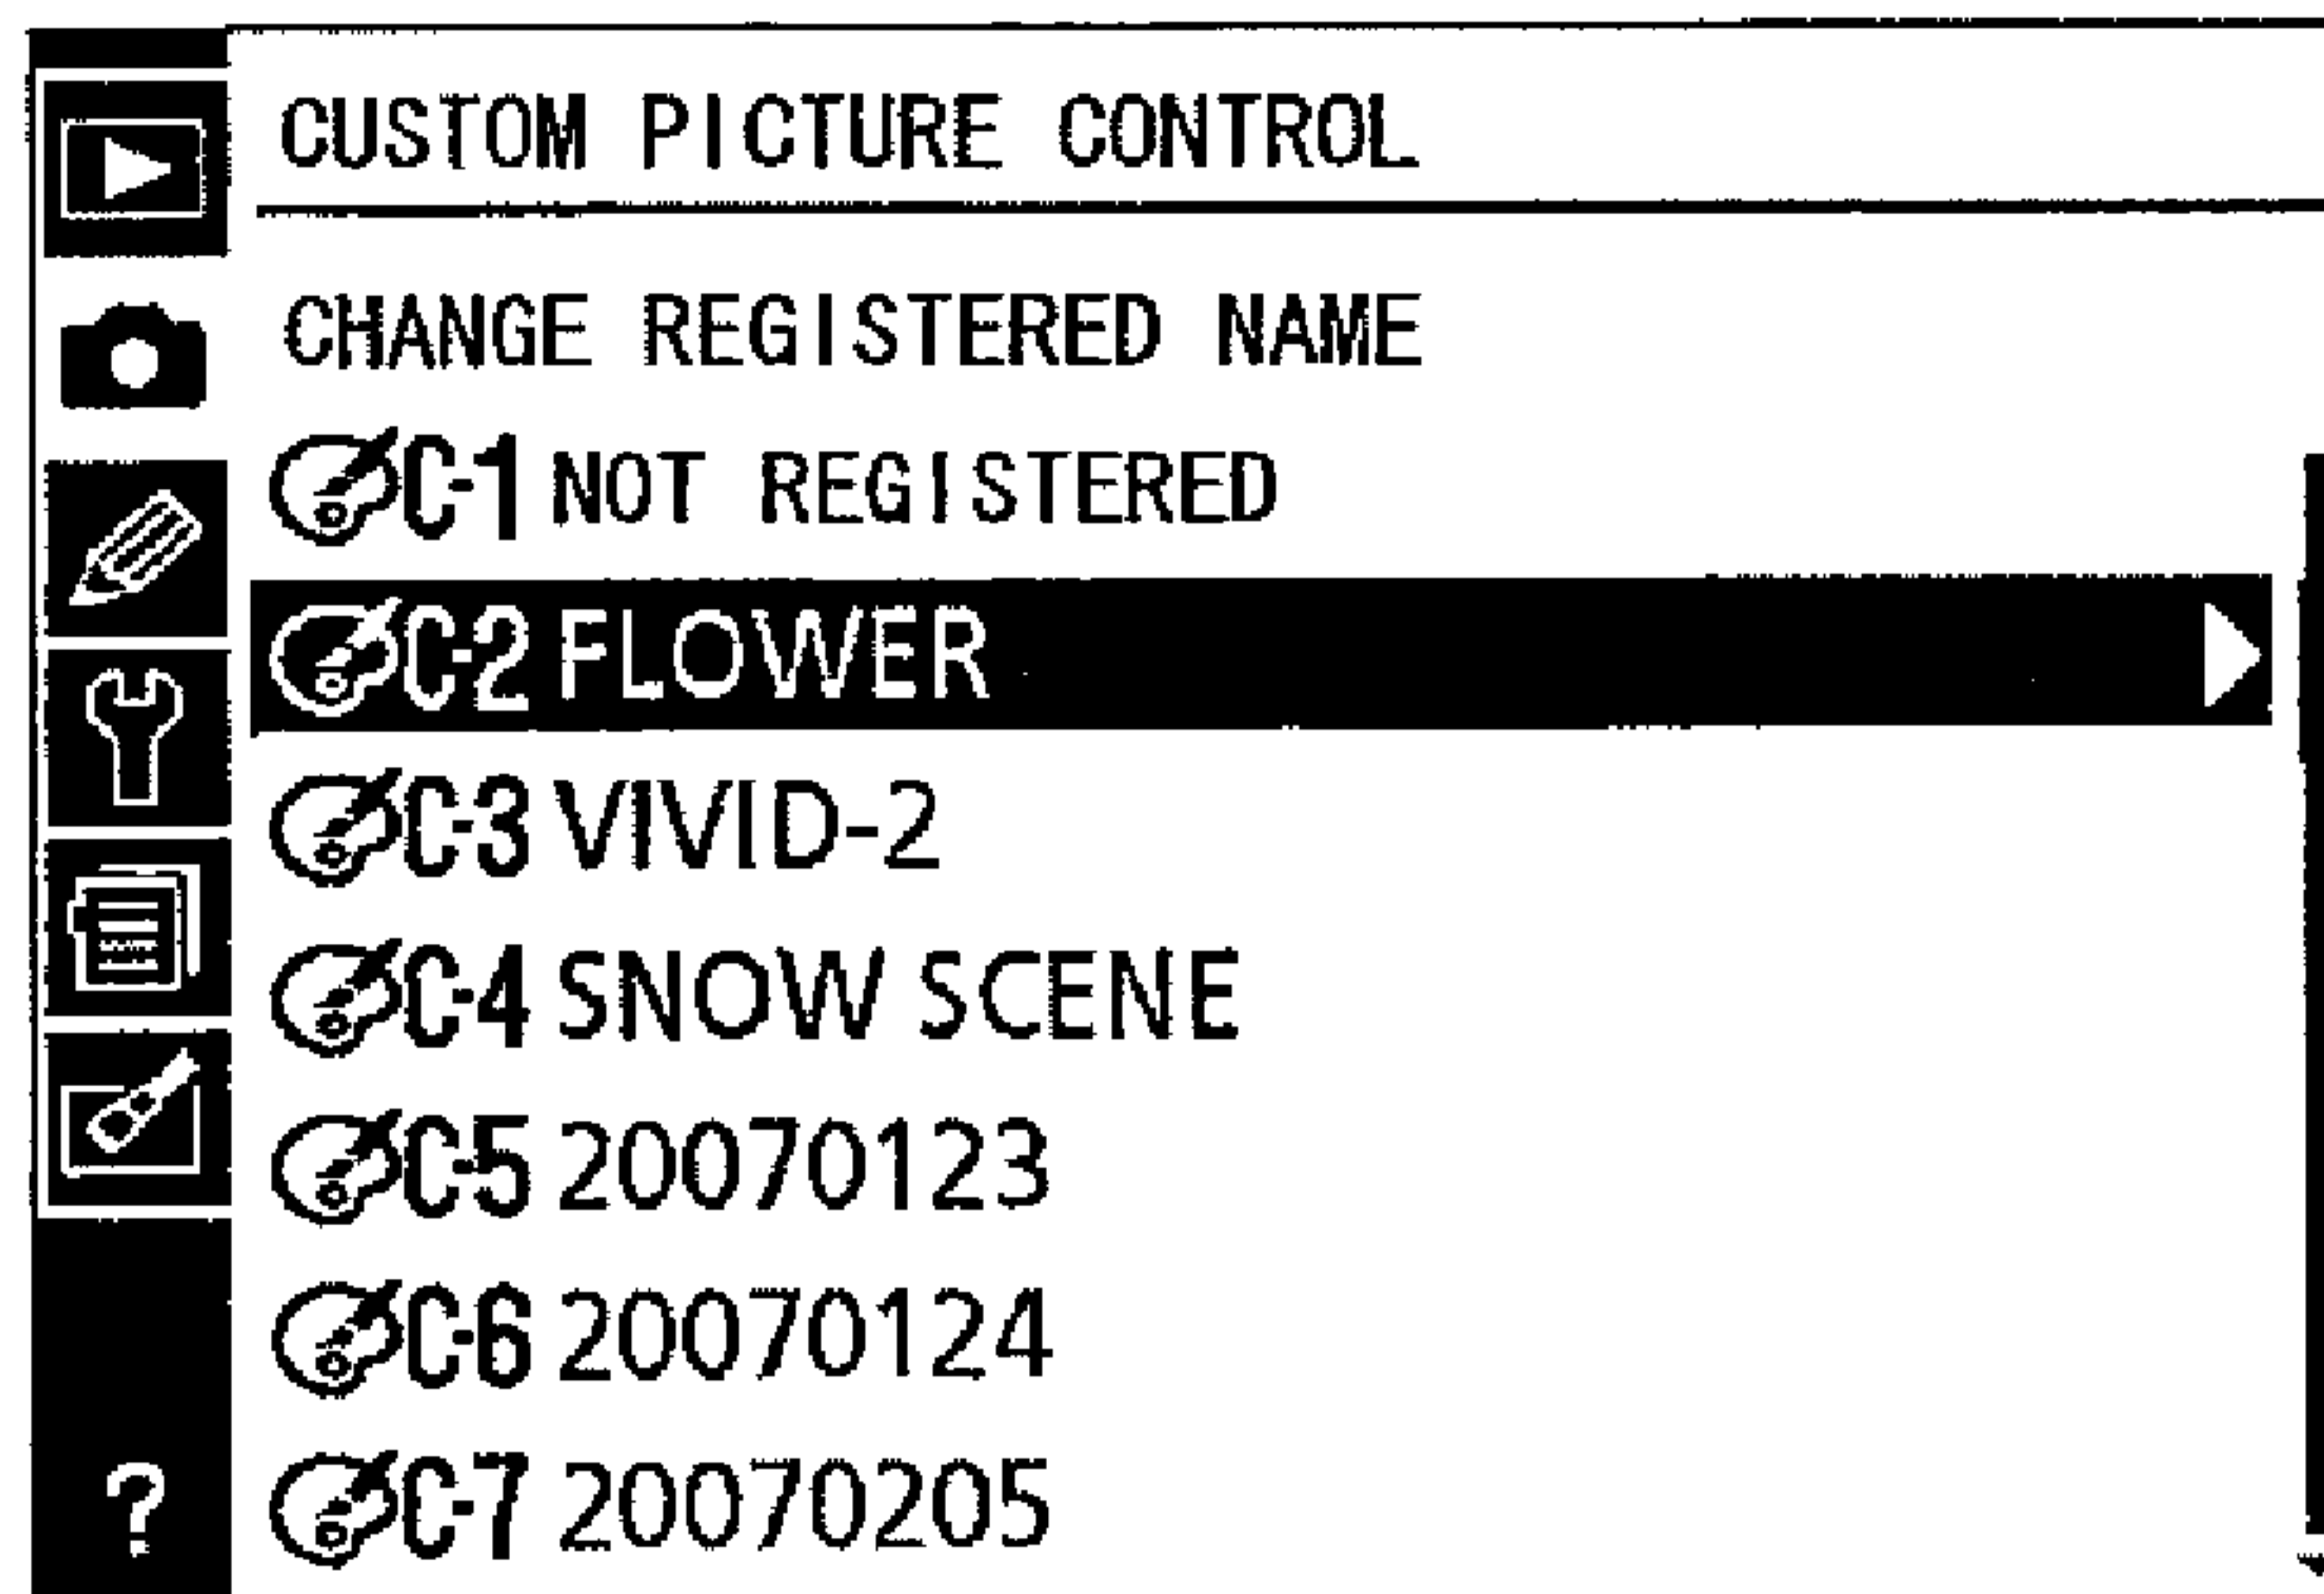 CUSTOM PICTURE CONTROL
CHANGE REGISTERED NAME
C-1 NOT REGISTERED
C-2 FLOWER
C-3 VIVID-2
C-4 SNOW SCENE
C-5 20070123
C-6 20070124
C-7 20070205
?